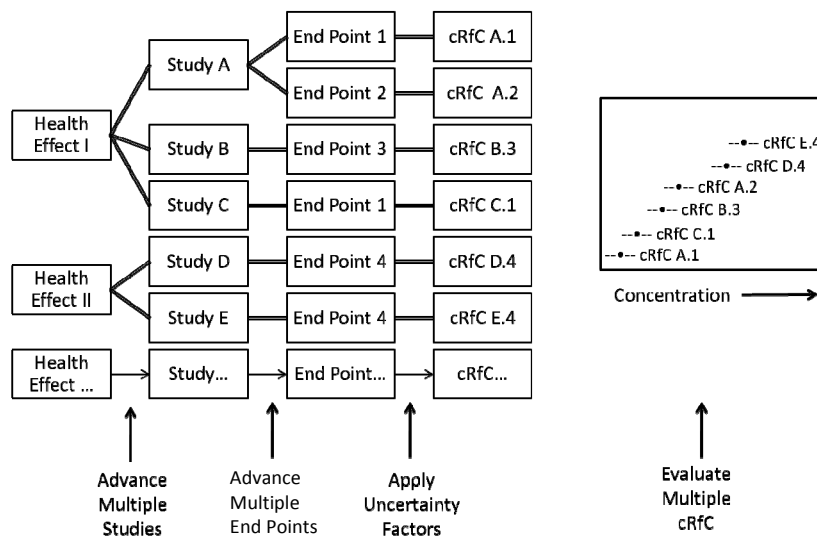 End Point 1
cRfC A.1
Study A
End Point 2
cRfC A.2
Health
Effect I
Study B
End Point 3
cRfC B.3
Study C
End Point 1
cRfC C.1
Study D
End Point 4
cRfC D.4
Health
Effect II
Study E
End Point 4
cRfC E.4
Health
Effect ...
Study...
End Point...
cRfC...
Advance
Multiple
Studies
Advance
Multiple
End Points
Apply
Uncertainty
Factors
cRfC E.4
cRfC D.4
cRfC A.2
cRfC B.3
cRfC C.1
cRfC A.1
Concentration
Evaluate
Multiple
cRfC